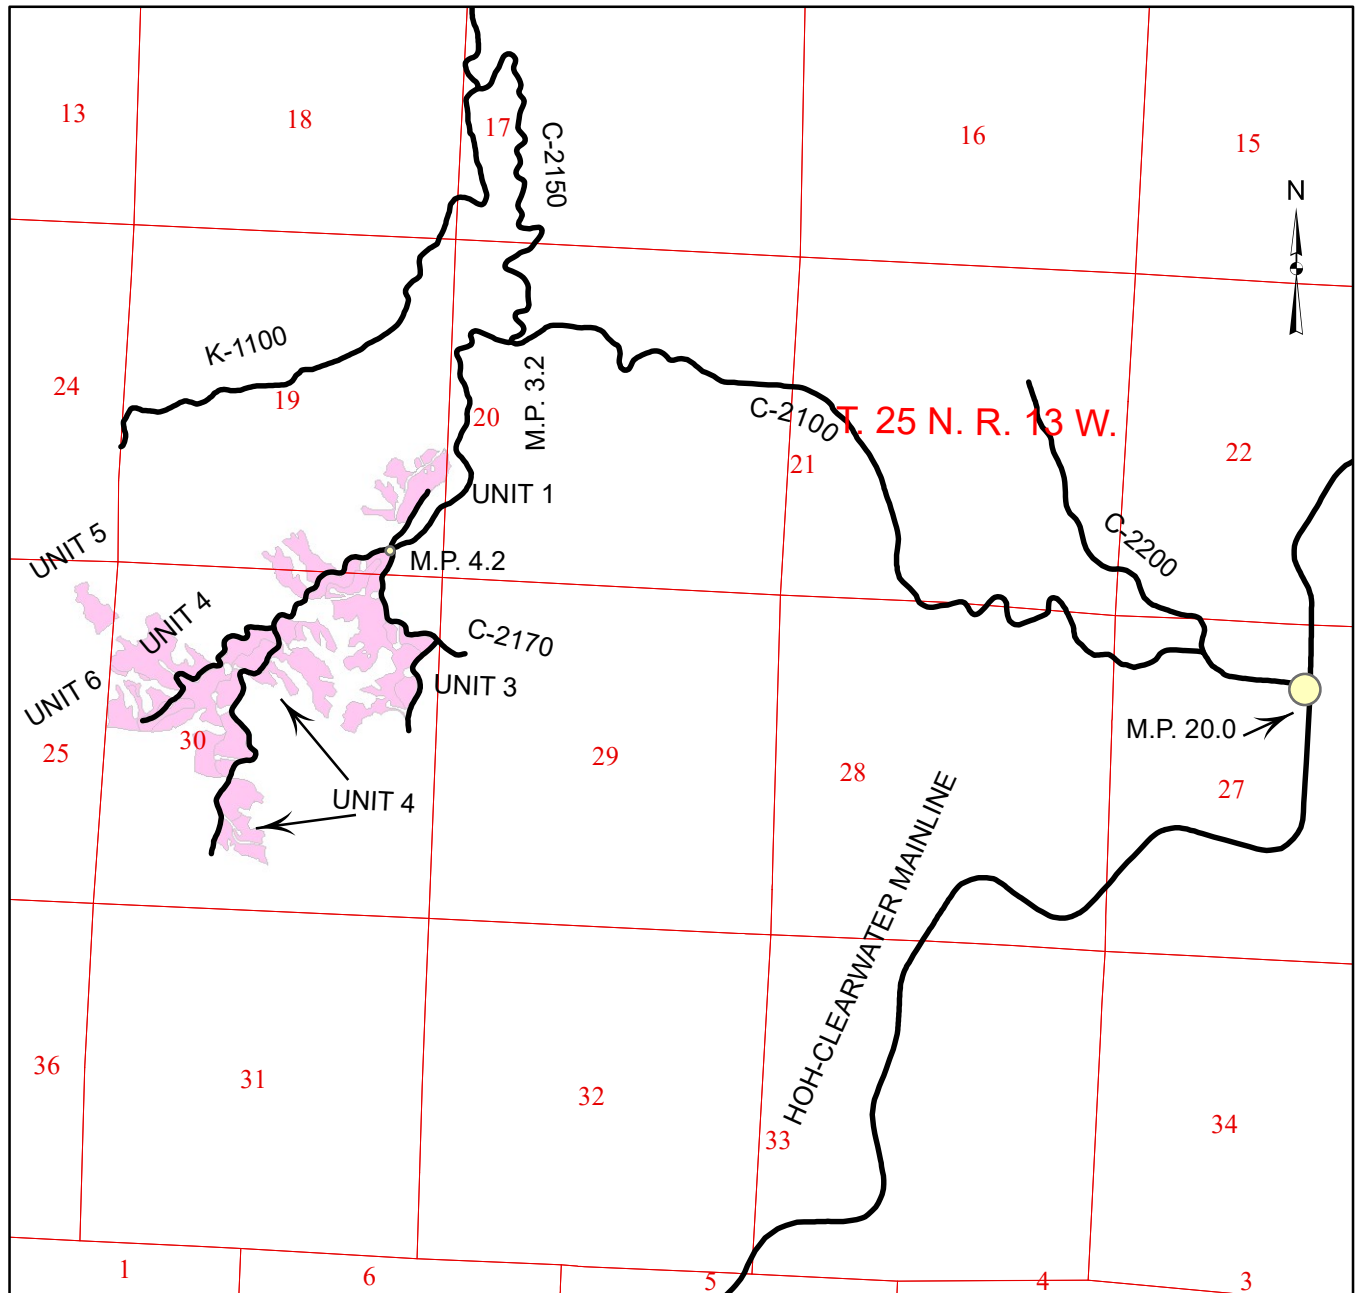 13
18
17
C-2150
16
15
N
K-1100
24
19
20
M.P. 3.2
C-2100
T. 25 N. R. 13 W.
21
22
UNIT 1
UNIT 5
M.P. 4.2
C-2200
UNIT 4
C-2170
UNIT 6
UNIT 3
25
30
29
28
M.P. 20.0
27
UNIT 4
HOH-CLEARWATER MAINLINE
36
31
32
33
34
1
6
5
4
3